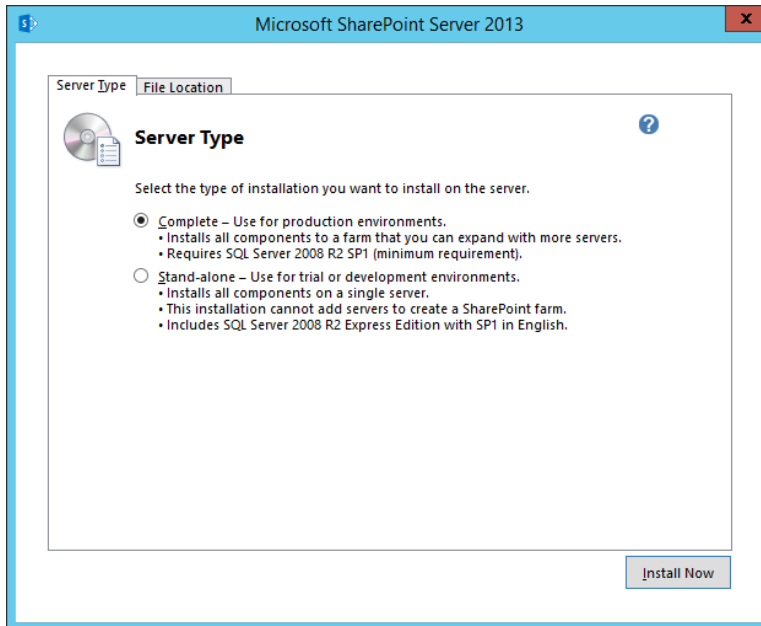 Microsoft SharePoint Server 2013
Server Type
File Location
Server Type
Select the type of installation you want to install on the server.
Complete – Use for production environments.
• Installs all components to a farm that you can expand with more servers.
• Requires SQL Server 2008 R2 SP1 (minimum requirement).
Stand-alone – Use for trial or development environments.
• Installs all components on a single server.
• This installation cannot add servers to create a SharePoint farm.
• Includes SQL Server 2008 R2 Express Edition with SP1 in English.
Install Now